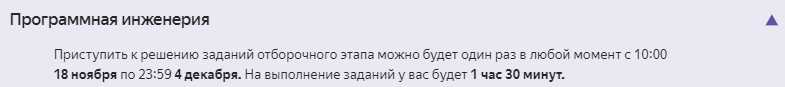 Программная инженерия
Приступить к решению заданий отборочного этапа можно будет один раз в любой момент с 10:00
18 ноября по 23:59 4 декабря. На выполнение заданий у вас будет 1 час 30 минут.